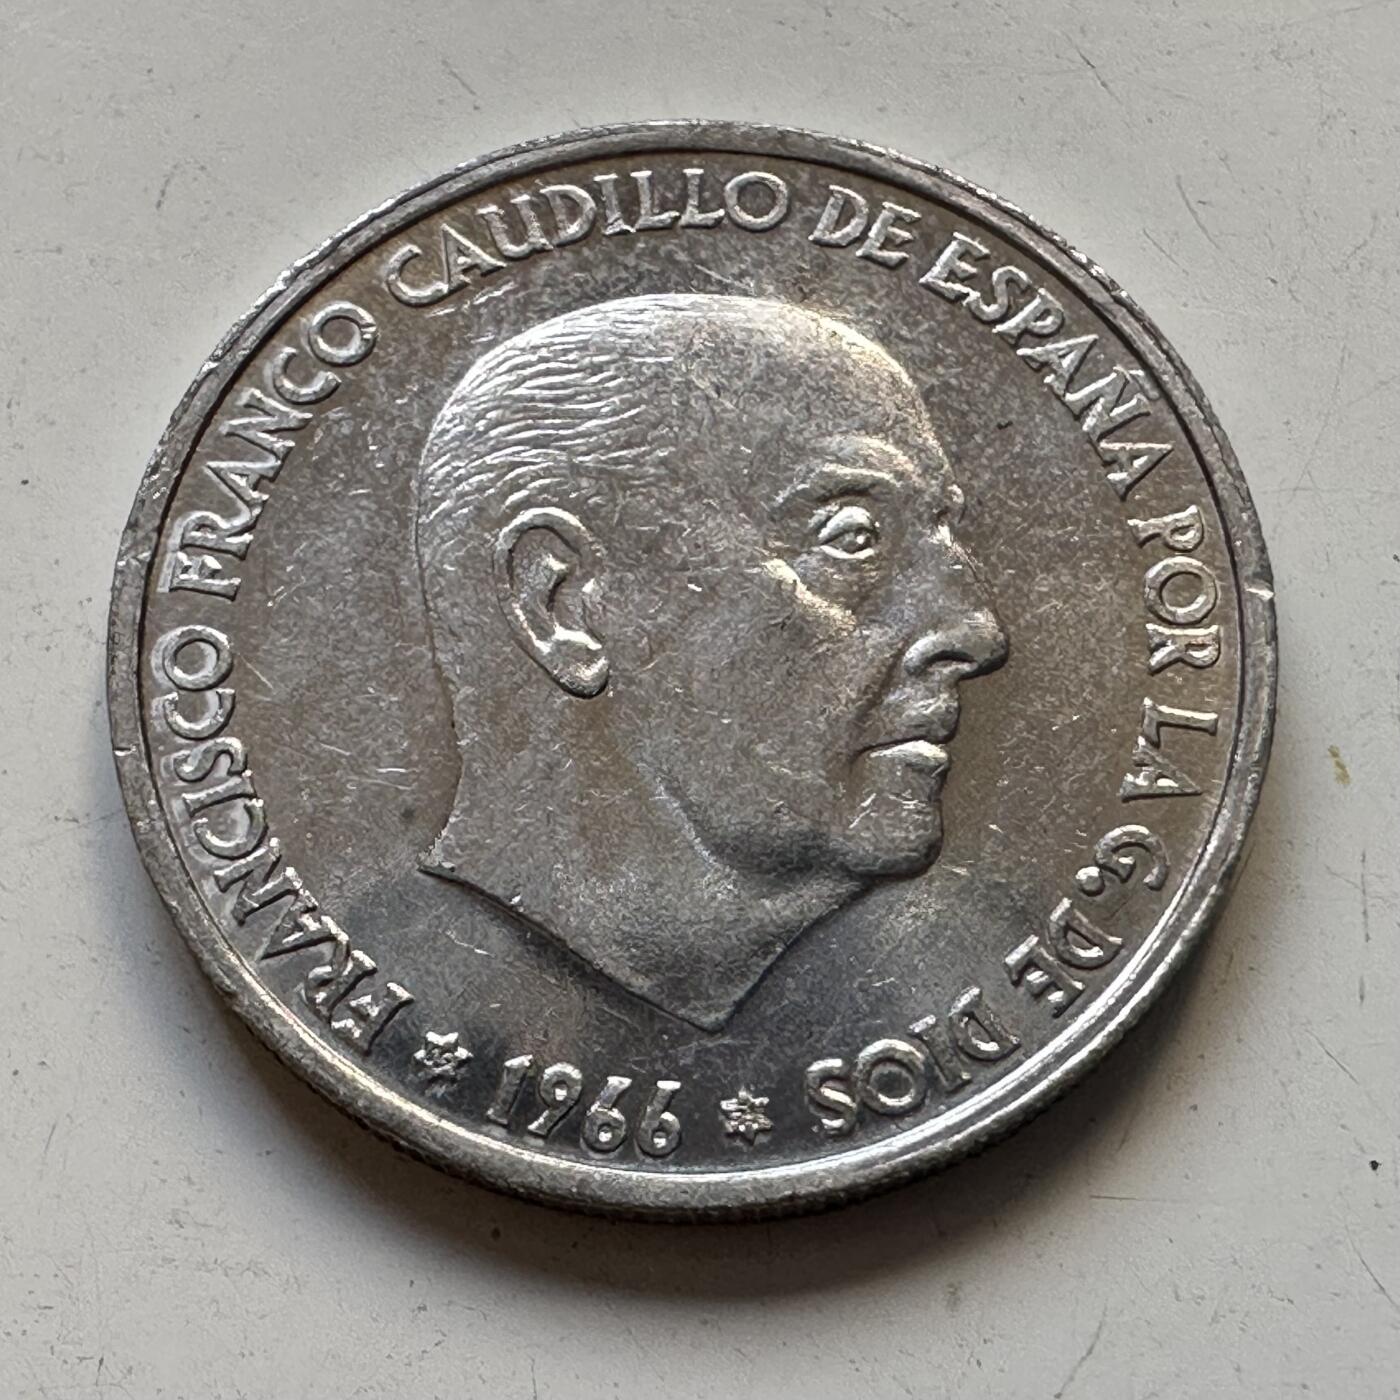 FRANCISCO FRANCO CAUDILLO DE ESPAÑA POR LA G. DE DIOS
* 1966 *